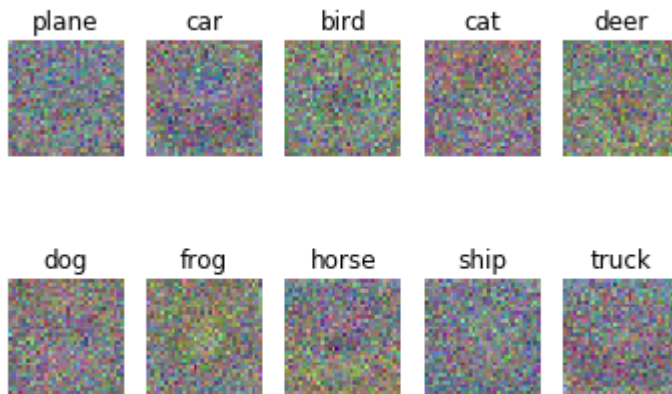 plane car bird cat deer
dog frog horse ship truck